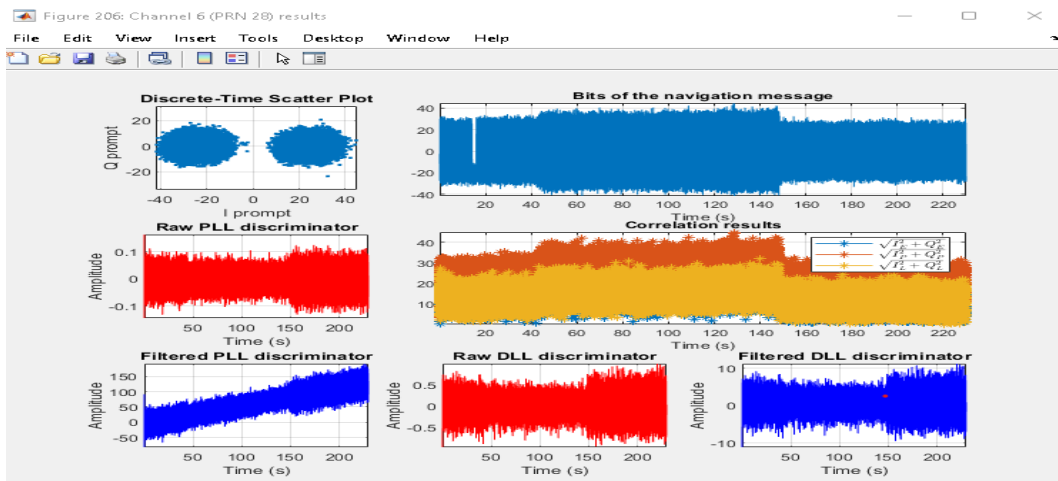 Figure 206: Channel 6 (PRN 28) results
File Edit View Insert Tools Desktop Window Help
Discrete-Time Scatter Plot
20
0
-20
Q prompt
-40 -20 0 20 40
I prompt
Bits of the navigation message
40
20
0
-20
-40
20 40 60 80 100 120 140 160 180 200 220
Time (s)
Raw PLL discriminator
0.1
0
-0.1
Amplitude
50 100 150 200
Time (s)
Correlation results
40
30
20
10
√I²_E + Q²_E
√I²_P + Q²_P
√I²_L + Q²_L
20 40 60 80 100 120 140 160 180 200 220
Time (s)
Filtered PLL discriminator
150
100
50
0
-50
Amplitude
50 100 150 200
Time (s)
Raw DLL discriminator
0.5
0
-0.5
Amplitude
50 100 150 200
Time (s)
Filtered DLL discriminator
10
0
-10
Amplitude
50 100 150 200
Time (s)